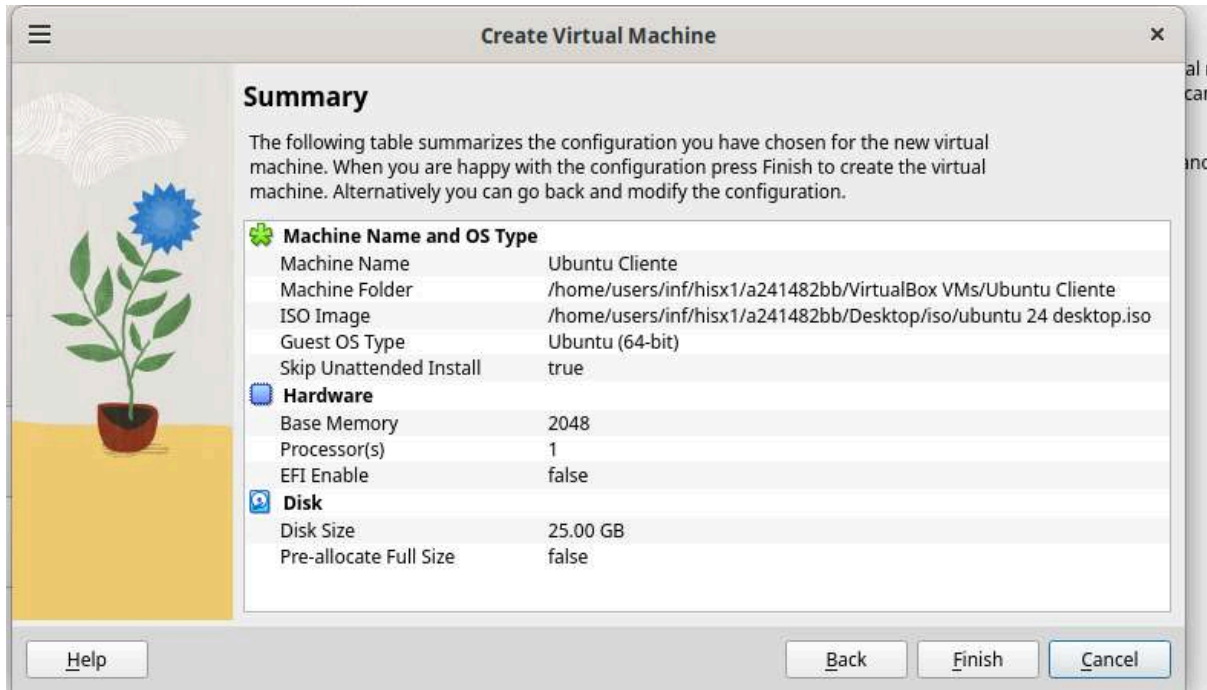 Create Virtual Machine
al
Summary
The following table summarizes the configuration you have chosen for the new virtual
machine. When you are happy with the configuration press Finish to create the virtual
machine. Alternatively you can go back and modify the configuration.
Machine Name and OS Type
Machine Name Ubuntu Cliente
Machine Folder /home/users/inf/hisx1/a241482bb/VirtualBox VMs/Ubuntu Cliente
ISO Image /home/users/inf/hisx1/a241482bb/Desktop/iso/ubuntu 24 desktop.iso
Guest OS Type Ubuntu (64-bit)
Skip Unattended Install true
Hardware
Base Memory 2048
Processor(s) 1
EFI Enable false
Disk
Disk Size 25.00 GB
Pre-allocate Full Size false
Help Back Finish Cancel